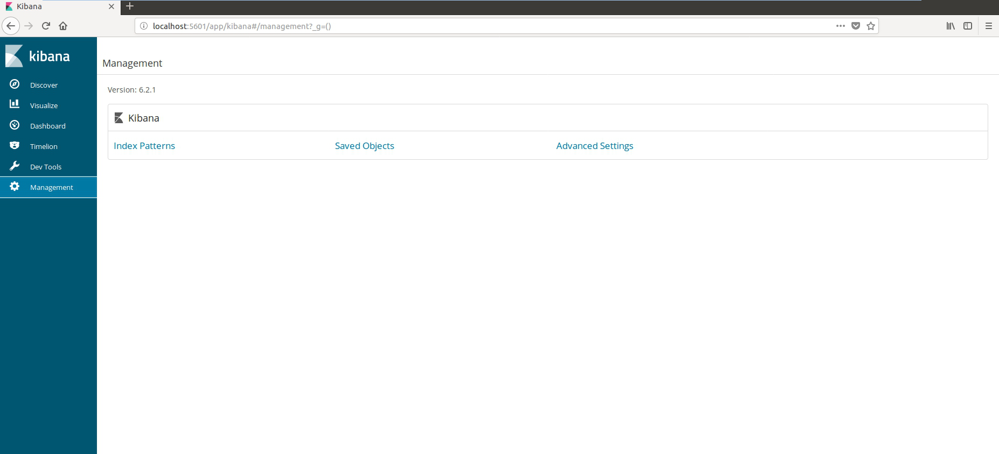 Kibana
localhost:5601/app/kibana#/management?_g=()
kibana
Discover
Visualize
Dashboard
Timelion
Dev Tools
Management
Management
Version: 6.2.1
Kibana
Index Patterns
Saved Objects
Advanced Settings